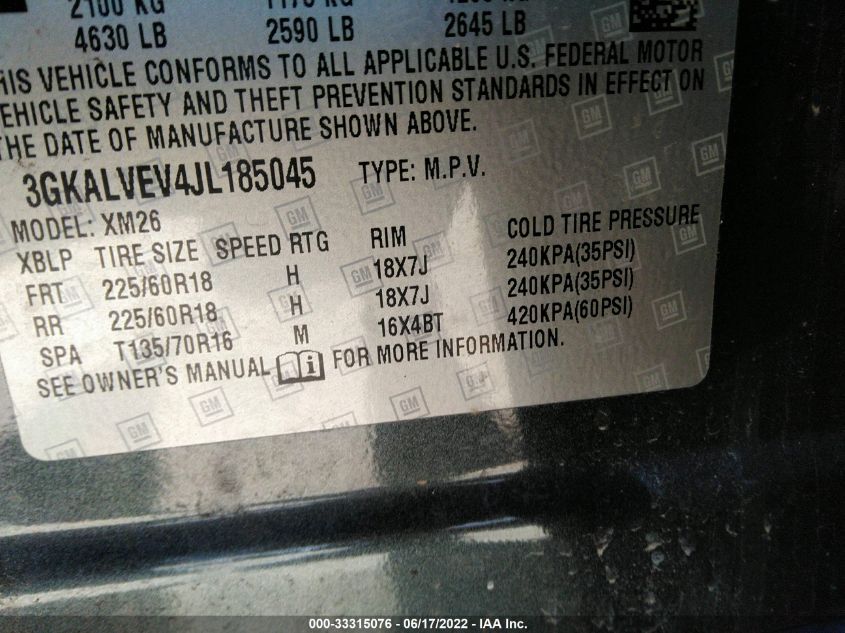 2100 KG
4630 LB 2590 LB 2645 LB
HIS VEHICLE CONFORMS TO ALL APPLICABLE U.S. FEDERAL MOTOR
EHICLE SAFETY AND THEFT PREVENTION STANDARDS IN EFFECT ON
THE DATE OF MANUFACTURE SHOWN ABOVE.
3GKALVEV4JL185045 TYPE: M.P.V.
MODEL: XM26
XBLP TIRE SIZE SPEED RTG RIM COLD TIRE PRESSURE
FRT 225/60R18 H 18X7J 240KPA(35PSI)
RR 225/60R18 H 18X7J 240KPA(35PSI)
SPA T135/70R16 M 16X4BT 420KPA(60PSI)
SEE OWNER'S MANUAL i FOR MORE INFORMATION.
000-33315076 - 06/17/2022 - IAA Inc.